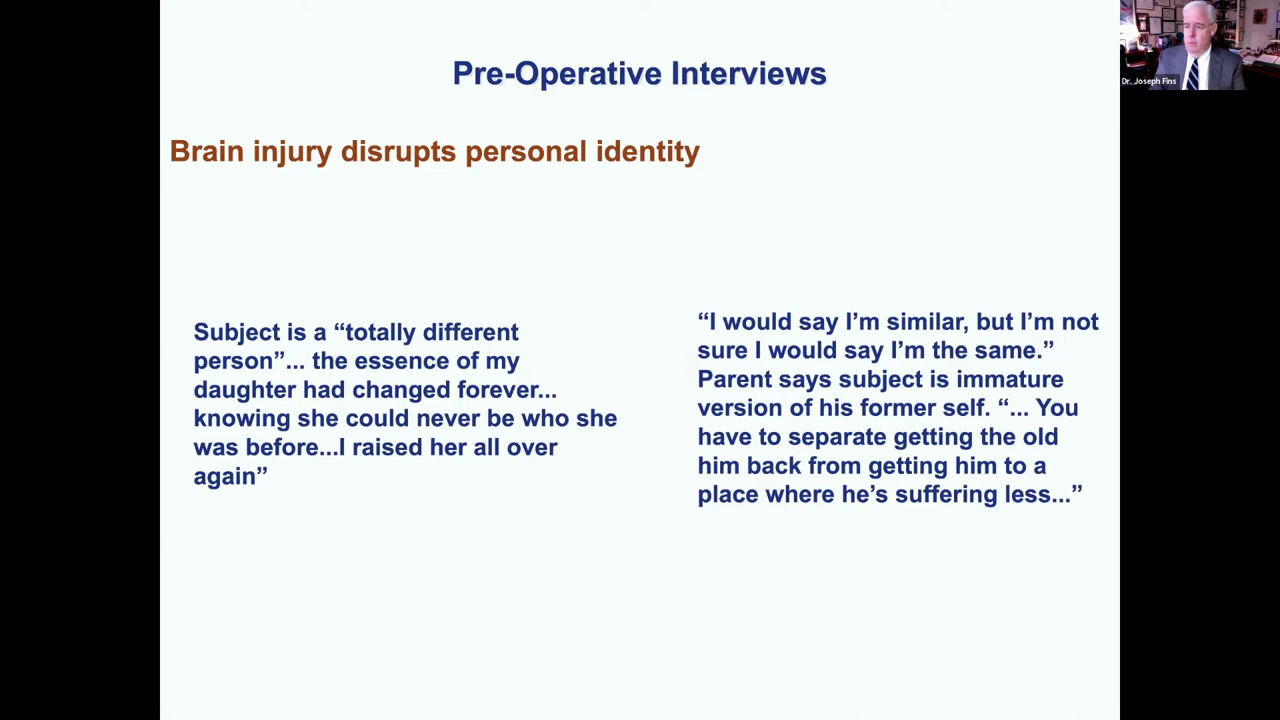 Pre-Operative Interviews
Dr. Joseph Fins
Brain injury disrupts personal identity
Subject is a “totally different
person”... the essence of my
daughter had changed forever...
knowing she could never be who she
was before...I raised her all over
again”
“I would say I’m similar, but I’m not
sure I would say I’m the same.”
Parent says subject is immature
version of his former self. “... You
have to separate getting the old
him back from getting him to a
place where he’s suffering less...”